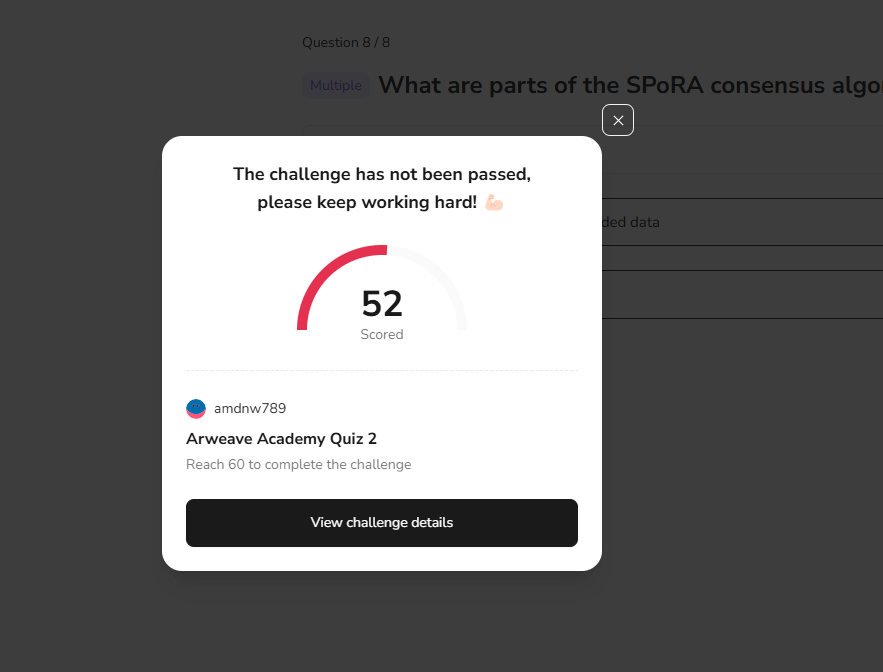 Question 8 / 8
Multiple What are parts of the SPoRA consensus
The challenge has not been passed,
please keep working hard! 💪🏻
ded data
52
Scored
amdnw789
Arweave Academy Quiz 2
Reach 60 to complete the challenge
View challenge details